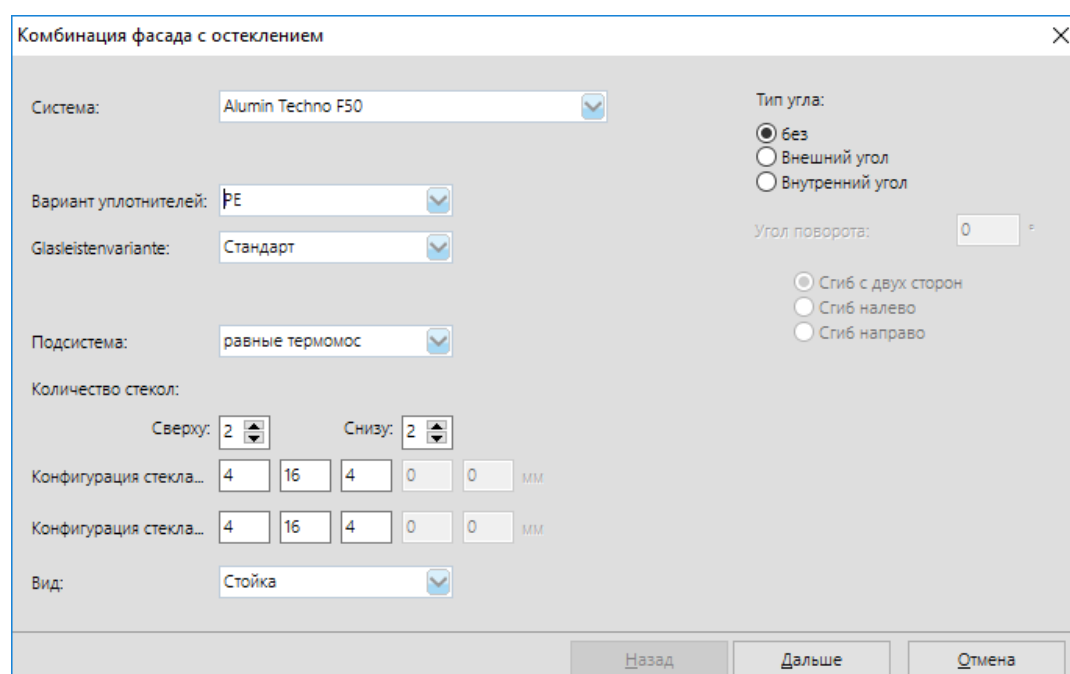 Комбинация фасада с остеклением
Система: Alumin Techno F50
Тип угла:
без
Внешний угол
Внутренний угол
Вариант уплотнителей: PE
Угол поворота: 0 °
Glasleistenvariante: Стандарт
Сгиб с двух сторон
Сгиб налево
Сгиб направо
Подсистема: равные термомос
Количество стекол:
Сверху: 2 Снизу: 2
Конфигурация стекла... 4 16 4 0 0 мм
Конфигурация стекла... 4 16 4 0 0 мм
Вид: Стойка
Назад Дальше Отмена